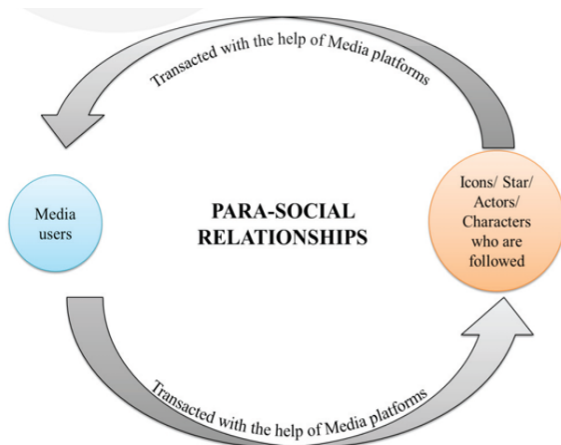 Transacted with the help of Media platforms
Media
users
PARA-SOCIAL
RELATIONSHIPS
Icons/ Star/
Actors/
Characters
who are
followed
Transacted with the help of Media platforms